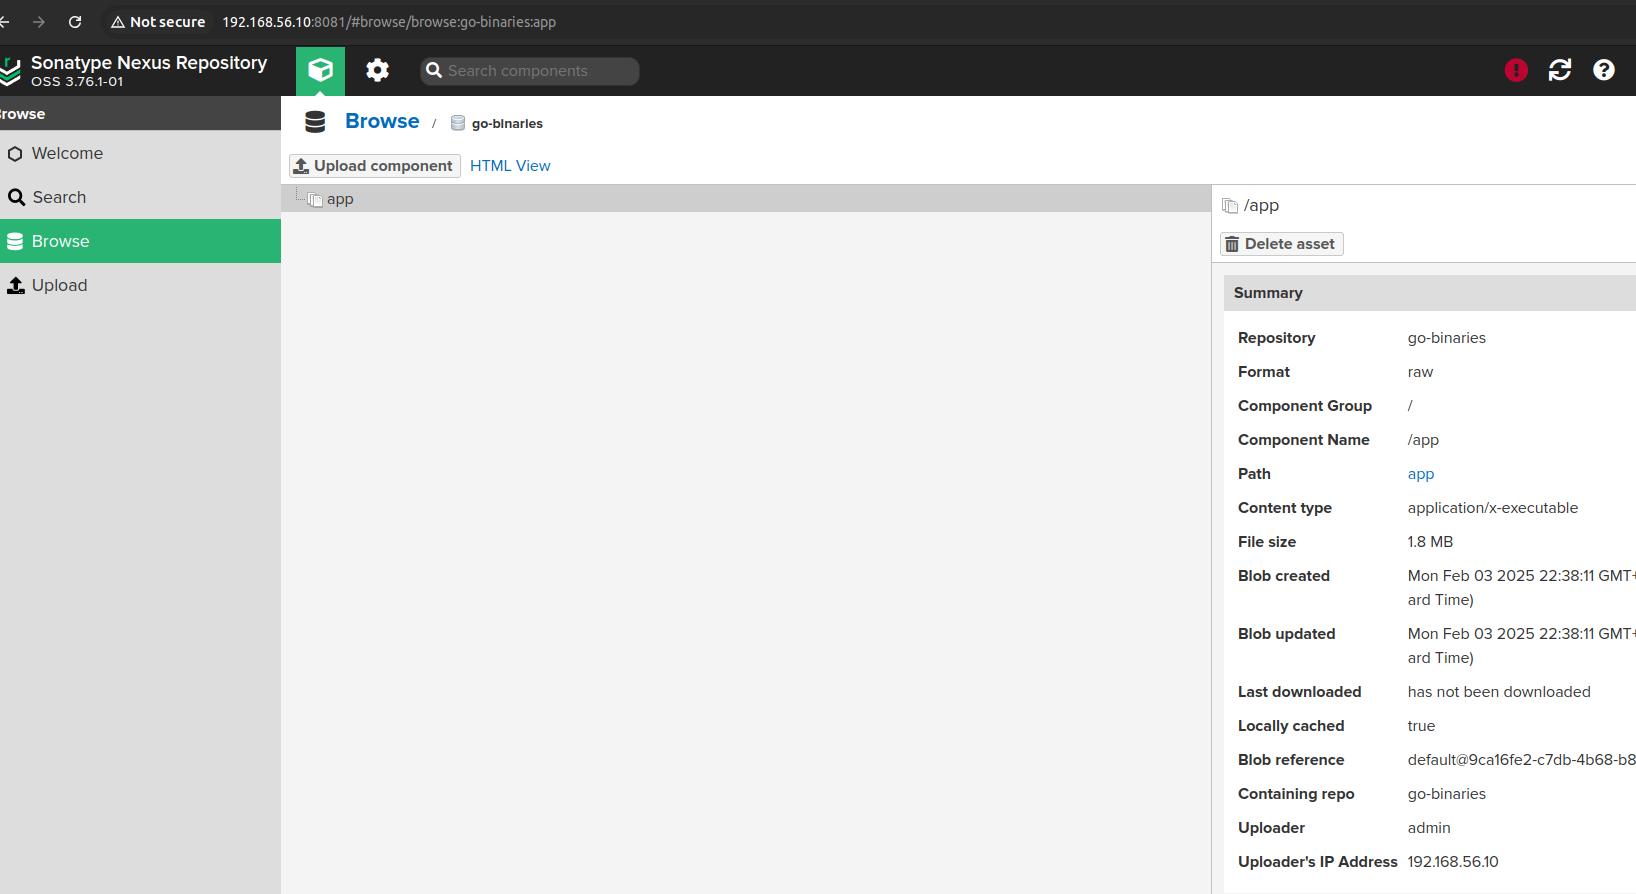 Not secure 192.168.56.10:8081/#browse/browse:go-binaries:app
Sonatype Nexus Repository
OSS 3.76.1-01
Search components
rowse
Browse / go-binaries
Welcome
Upload component HTML View
Search
app
/app
Browse
Delete asset
Upload
Summary
Repository go-binaries
Format raw
Component Group /
Component Name /app
Path app
Content type application/x-executable
File size 1.8 MB
Blob created Mon Feb 03 2025 22:38:11 GMT+
ard Time)
Blob updated Mon Feb 03 2025 22:38:11 GMT+
ard Time)
Last downloaded has not been downloaded
Locally cached true
Blob reference default@9ca16fe2-c7db-4b68-b8
Containing repo go-binaries
Uploader admin
Uploader's IP Address 192.168.56.10